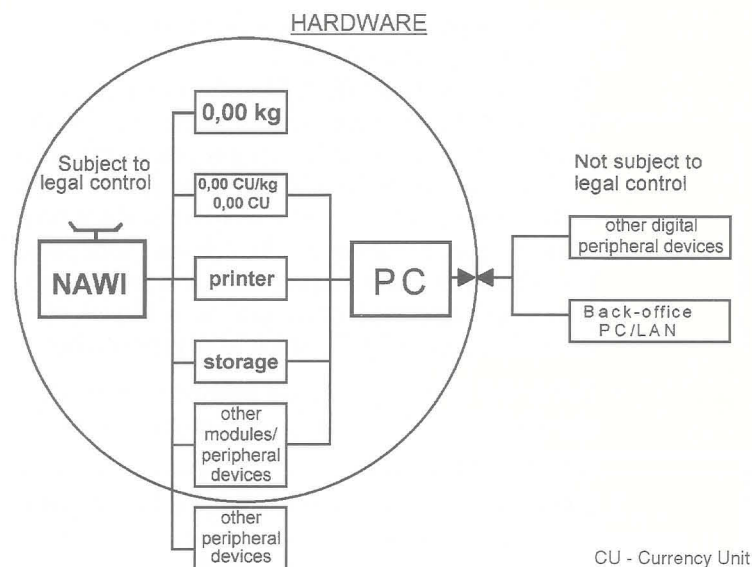 HARDWARE
0,00 kg
Subject to
legal control
0,00 CU/kg
0,00 CU
NAWI
printer
PC
storage
other
modules/
peripheral
devices
other
peripheral
devices
Not subject to
legal control
other digital
peripheral devices
Back-office
PC/LAN
CU - Currency Unit